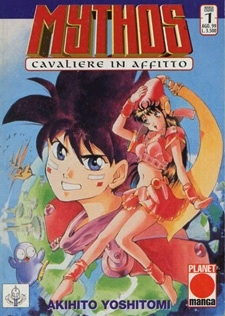 MYTHOS
CAVALIERE IN AFFITTO
1
AGO. 99
L. 3.500
PLANET
manga
AKIHITO YOSHITOMI